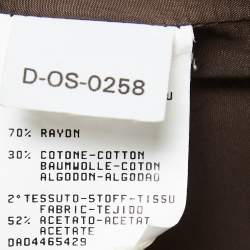 D-OS-0258
70% RAYON
30% COTONE-COTTON
BAUMWOLLE-COTON
ALGODON-ALGODAO
2°TESSUTO-STOFF-TISSU
FABRIC-TEJIDO
52% ACETATO-ACETAT
ACETATE
DAD4465429